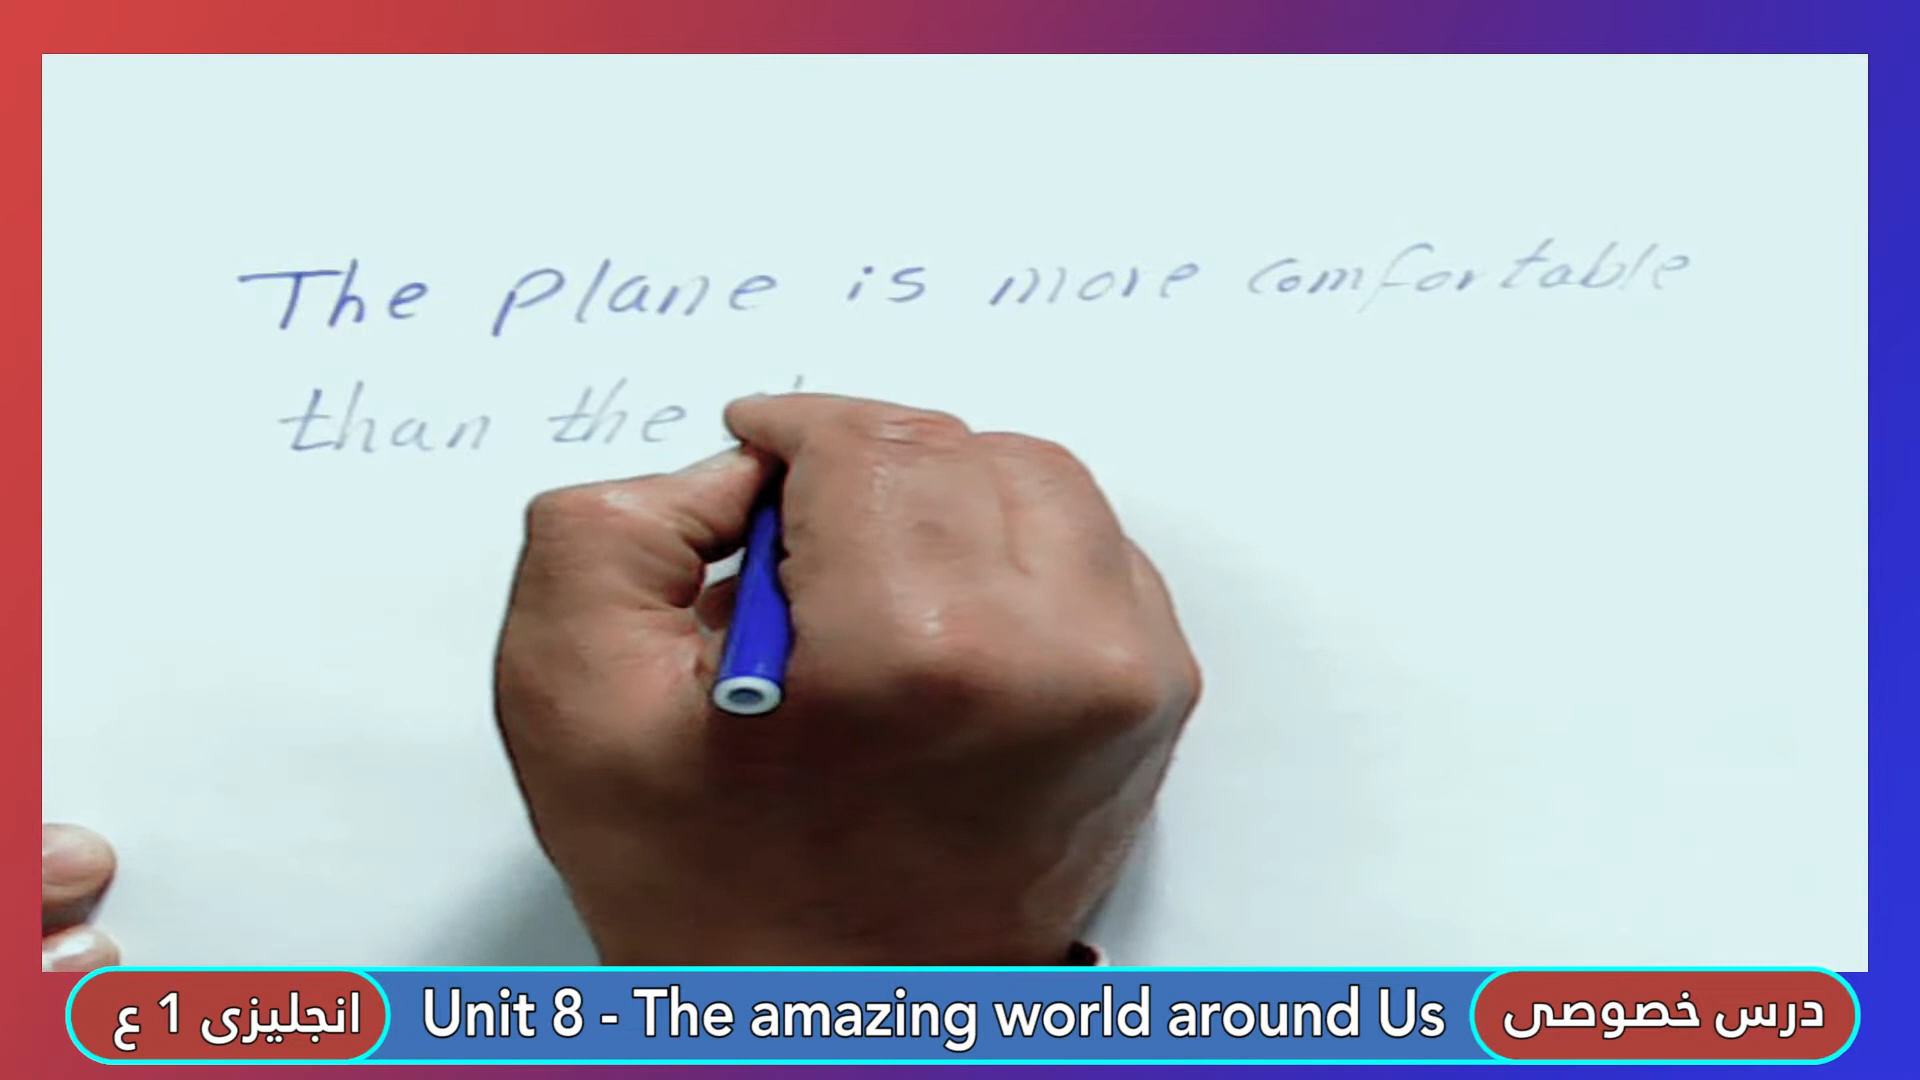 The plane is more comfortable
than the
انجليزى 1 ع
Unit 8 - The amazing world around Us
درس خصوصى